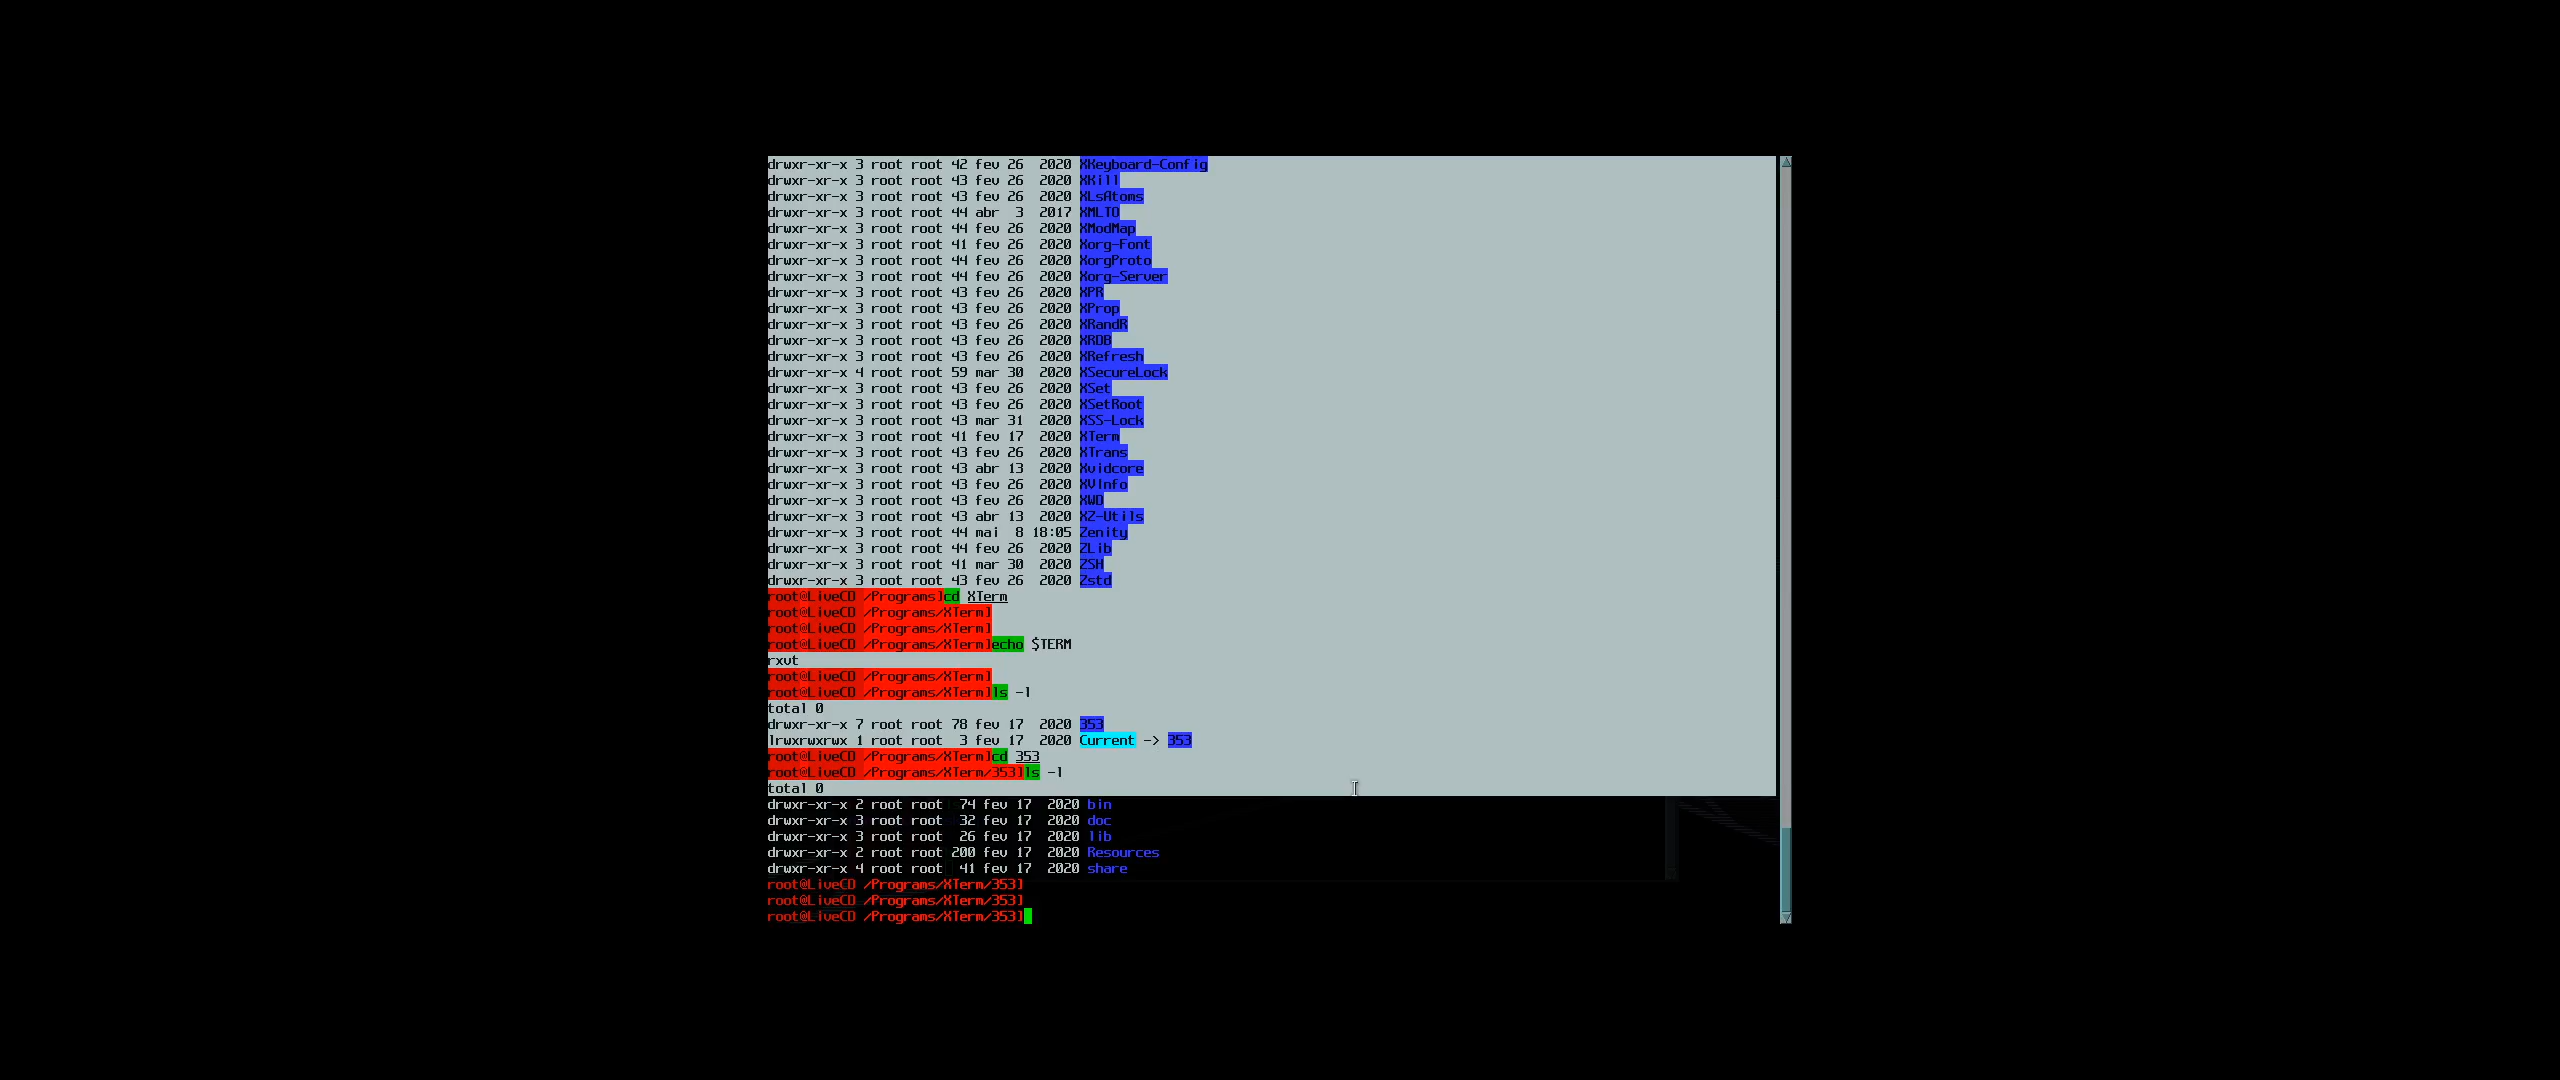 drwxr-xr-x 3 root root 42 fev 26  2020 XKeyboard-Config
drwxr-xr-x 3 root root 43 fev 26  2020 XKill
drwxr-xr-x 3 root root 43 fev 26  2020 XLsAtoms
drwxr-xr-x 3 root root 44 abr  3  2017 XMLTO
drwxr-xr-x 3 root root 44 fev 26  2020 XModMap
drwxr-xr-x 3 root root 41 fev 26  2020 Xorg-Font
drwxr-xr-x 3 root root 44 fev 26  2020 XorgProto
drwxr-xr-x 3 root root 44 fev 26  2020 Xorg-Server
drwxr-xr-x 3 root root 43 fev 26  2020 XPR
drwxr-xr-x 3 root root 43 fev 26  2020 XProp
drwxr-xr-x 3 root root 43 fev 26  2020 XRandR
drwxr-xr-x 3 root root 43 fev 26  2020 XRDB
drwxr-xr-x 3 root root 43 fev 26  2020 XRefresh
drwxr-xr-x 4 root root 59 mar 30  2020 XSecureLock
drwxr-xr-x 3 root root 43 fev 26  2020 XSet
drwxr-xr-x 3 root root 43 fev 26  2020 XSetRoot
drwxr-xr-x 3 root root 43 mar 31  2020 XSS-Lock
drwxr-xr-x 3 root root 41 fev 17  2020 XTerm
drwxr-xr-x 3 root root 43 fev 26  2020 XTrans
drwxr-xr-x 3 root root 43 abr 13  2020 Xvidcore
drwxr-xr-x 3 root root 43 fev 26  2020 XVInfo
drwxr-xr-x 3 root root 43 fev 26  2020 XWD
drwxr-xr-x 3 root root 43 abr 13  2020 XZ-Utils
drwxr-xr-x 3 root root 44 mai  8 18:05 Zenity
drwxr-xr-x 3 root root 44 fev 26  2020 ZLib
drwxr-xr-x 3 root root 41 mar 30  2020 ZSH
drwxr-xr-x 3 root root 43 fev 26  2020 Zstd
root@LiveCD /Programs]cd XTerm
root@LiveCD /Programs/XTerm]
root@LiveCD /Programs/XTerm]
root@LiveCD /Programs/XTerm]echo $TERM
rxvt
root@LiveCD /Programs/XTerm]
root@LiveCD /Programs/XTerm]ls -l
total 0
drwxr-xr-x 7 root root 78 fev 17  2020 353
lrwxrwxrwx 1 root root  3 fev 17  2020 Current -> 353
root@LiveCD /Programs/XTerm]cd 353
root@LiveCD /Programs/XTerm/353]ls -l
total 0
drwxr-xr-x 2 root root  74 fev 17  2020 bin
drwxr-xr-x 3 root root  32 fev 17  2020 doc
drwxr-xr-x 3 root root  26 fev 17  2020 lib
drwxr-xr-x 2 root root 200 fev 17  2020 Resources
drwxr-xr-x 4 root root  41 fev 17  2020 share
root@LiveCD /Programs/XTerm/353]
root@LiveCD /Programs/XTerm/353]
root@LiveCD /Programs/XTerm/353]